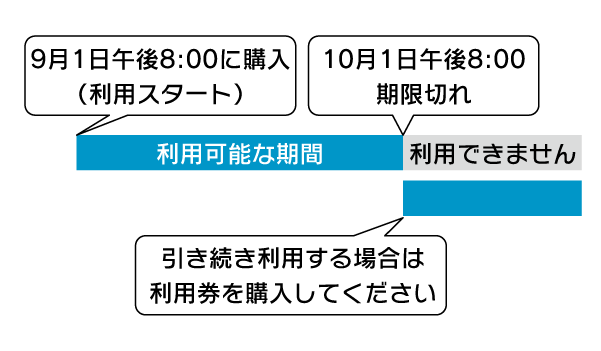 9月1日午後8:00に購入
（利用スタート）
10月1日午後8:00
期限切れ
利用可能な期間
利用できません
引き続き利用する場合は
利用券を購入してください